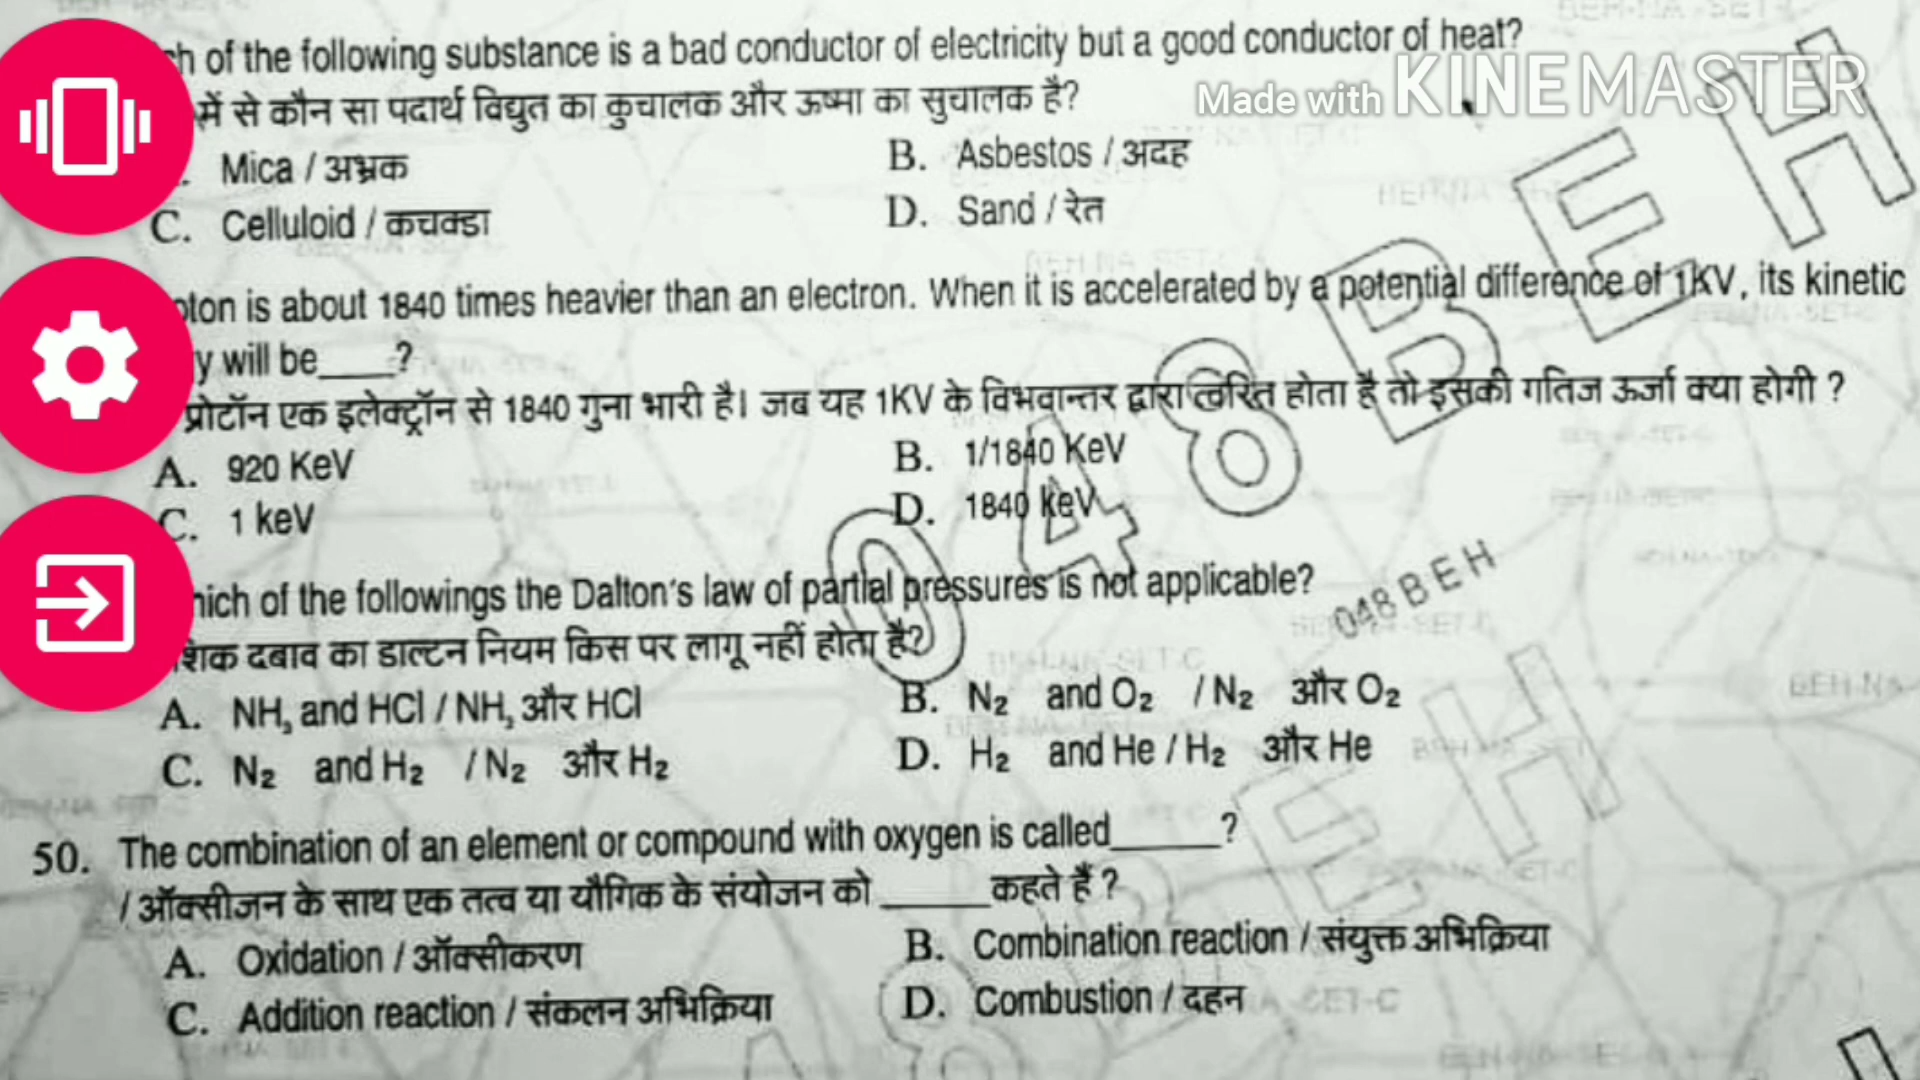 of the following substance is a bad conductor of electricity but a good conductor of heat?
Made with KINEMASTER
में से कौन सा पदार्थ विद्युत का कुचालक और ऊष्मा का सुचालक है?
Mica / अभ्रक
B. Asbestos / अदह
C. Celluloid / कचकडा
D. Sand / रेत
is about 1840 times heavier than an electron. When it is accelerated by a potential difference of 1KV, its kinetic
will be____?
प्रोटॉन एक इलेक्ट्रॉन से 1840 गुना भारी है। जब यह 1KV के विभवान्तर द्वारा त्वरित होता है तो इसकी गतिज ऊर्जा क्या होगी ?
A. 920 KeV
B. 1/1840 KeV
C. 1 keV
D. 1840 keV
048 BEH
of the followings the Dalton's law of partial pressures is not applicable?
048 BEH
दबाव का डाल्टन नियम किस पर लागू नहीं होता है?
A. NH, and HCl / NH, और HCl
B. N₂ and O₂ / N₂ और O₂
C. N₂ and H₂ / N₂ और H₂
D. H₂ and He / H₂ और He
50. The combination of an element or compound with oxygen is called_____?
/ ऑक्सीजन के साथ एक तत्व या यौगिक के संयोजन को _____कहते हैं ?
A. Oxidation / ऑक्सीकरण
B. Combination reaction / संयुक्त अभिक्रिया
C. Addition reaction / संकलन अभिक्रिया
D. Combustion / दहन